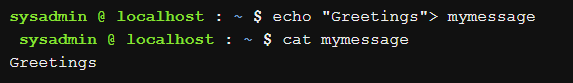 sysadmin @ localhost : ~ $ echo "Greetings"> mymessage
sysadmin @ localhost : ~ $ cat mymessage
Greetings